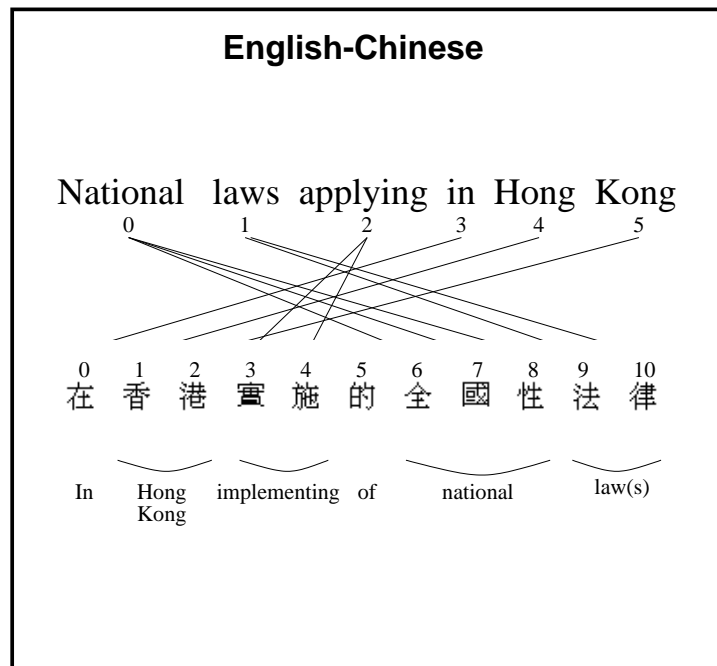 English-Chinese
National laws applying in Hong Kong
0 1 2 3 4 5
0 1 2 3 4 5 6 7 8 9 10
在 香 港 實 施 的 全 國 性 法 律
In Hong implementing of national law(s)
Kong